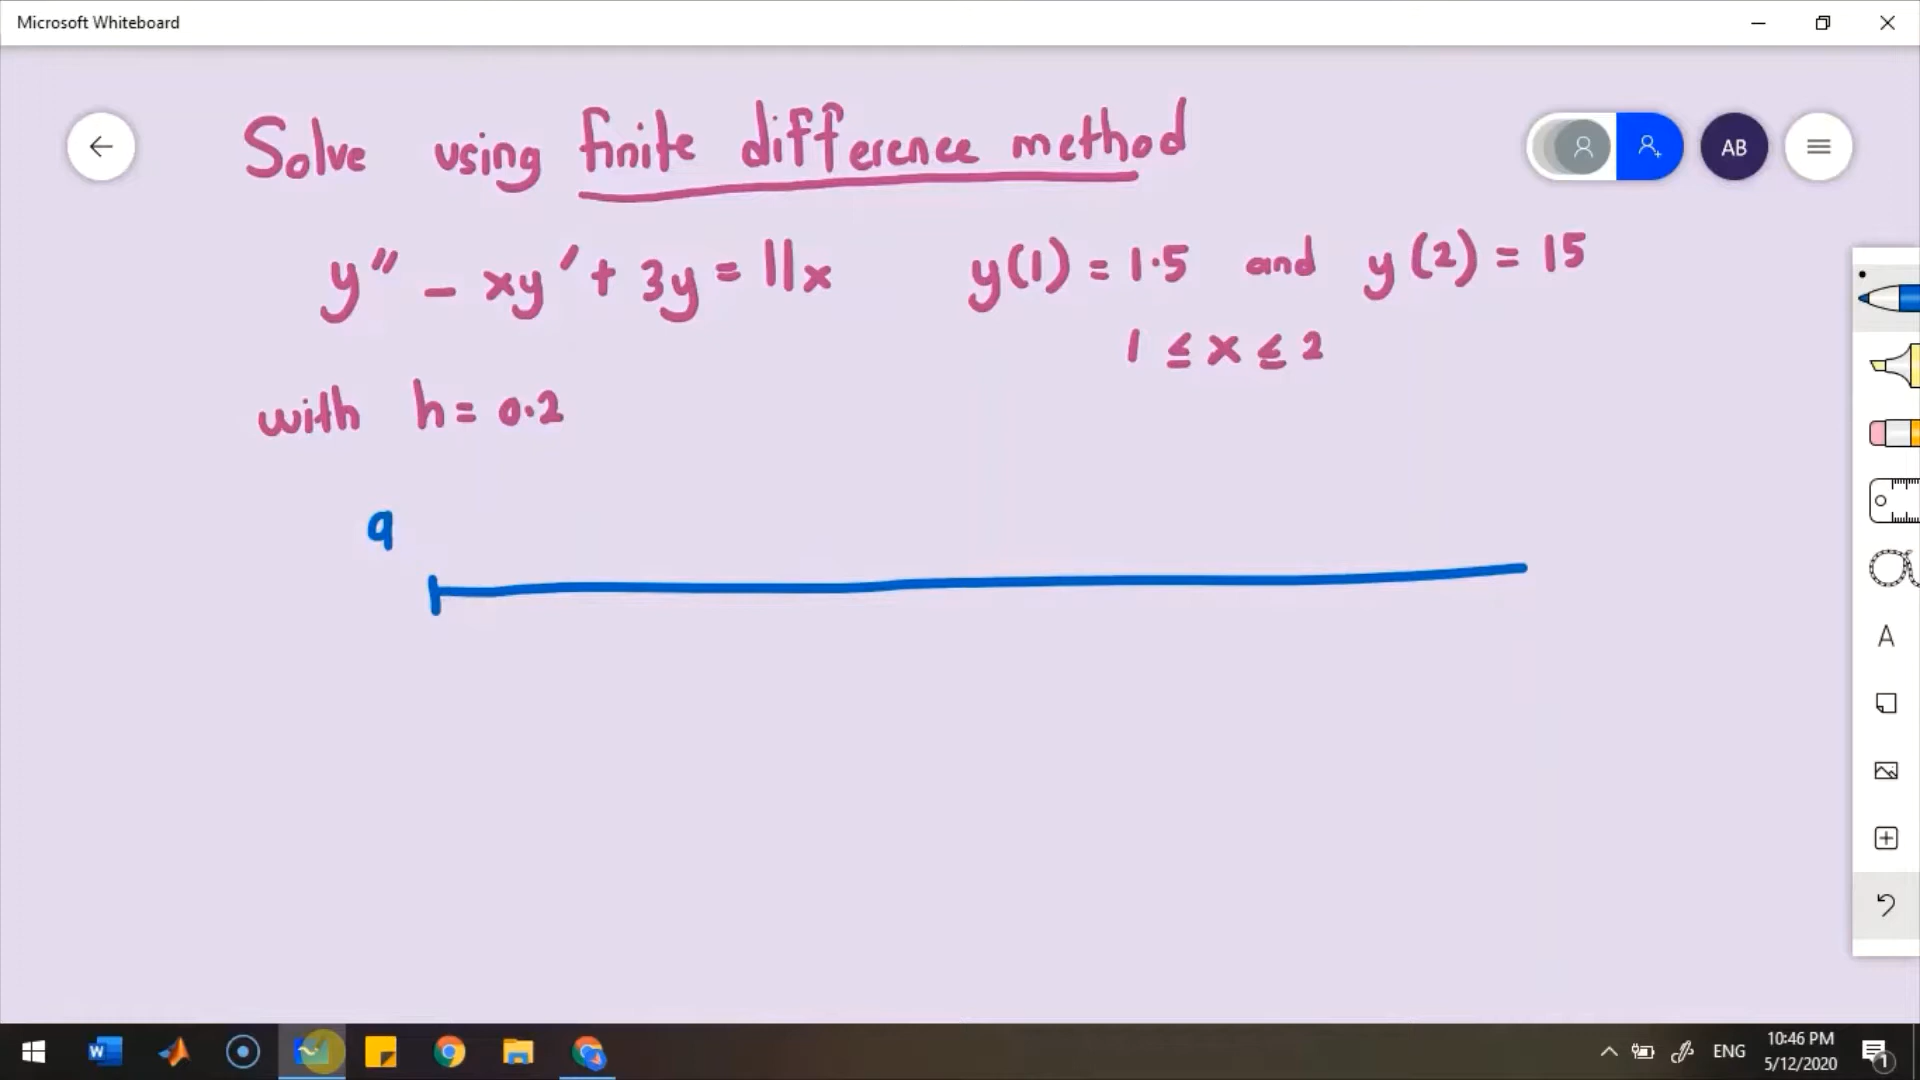 Microsoft Whiteboard
Solve using finite difference method
AB
y″ - xy′ + 3y = 11x y(1) = 1.5 and y(2) = 15
1 ≤ x ≤ 2
with h = 0.2
a
A
ENG
10:46 PM
5/12/2020
1